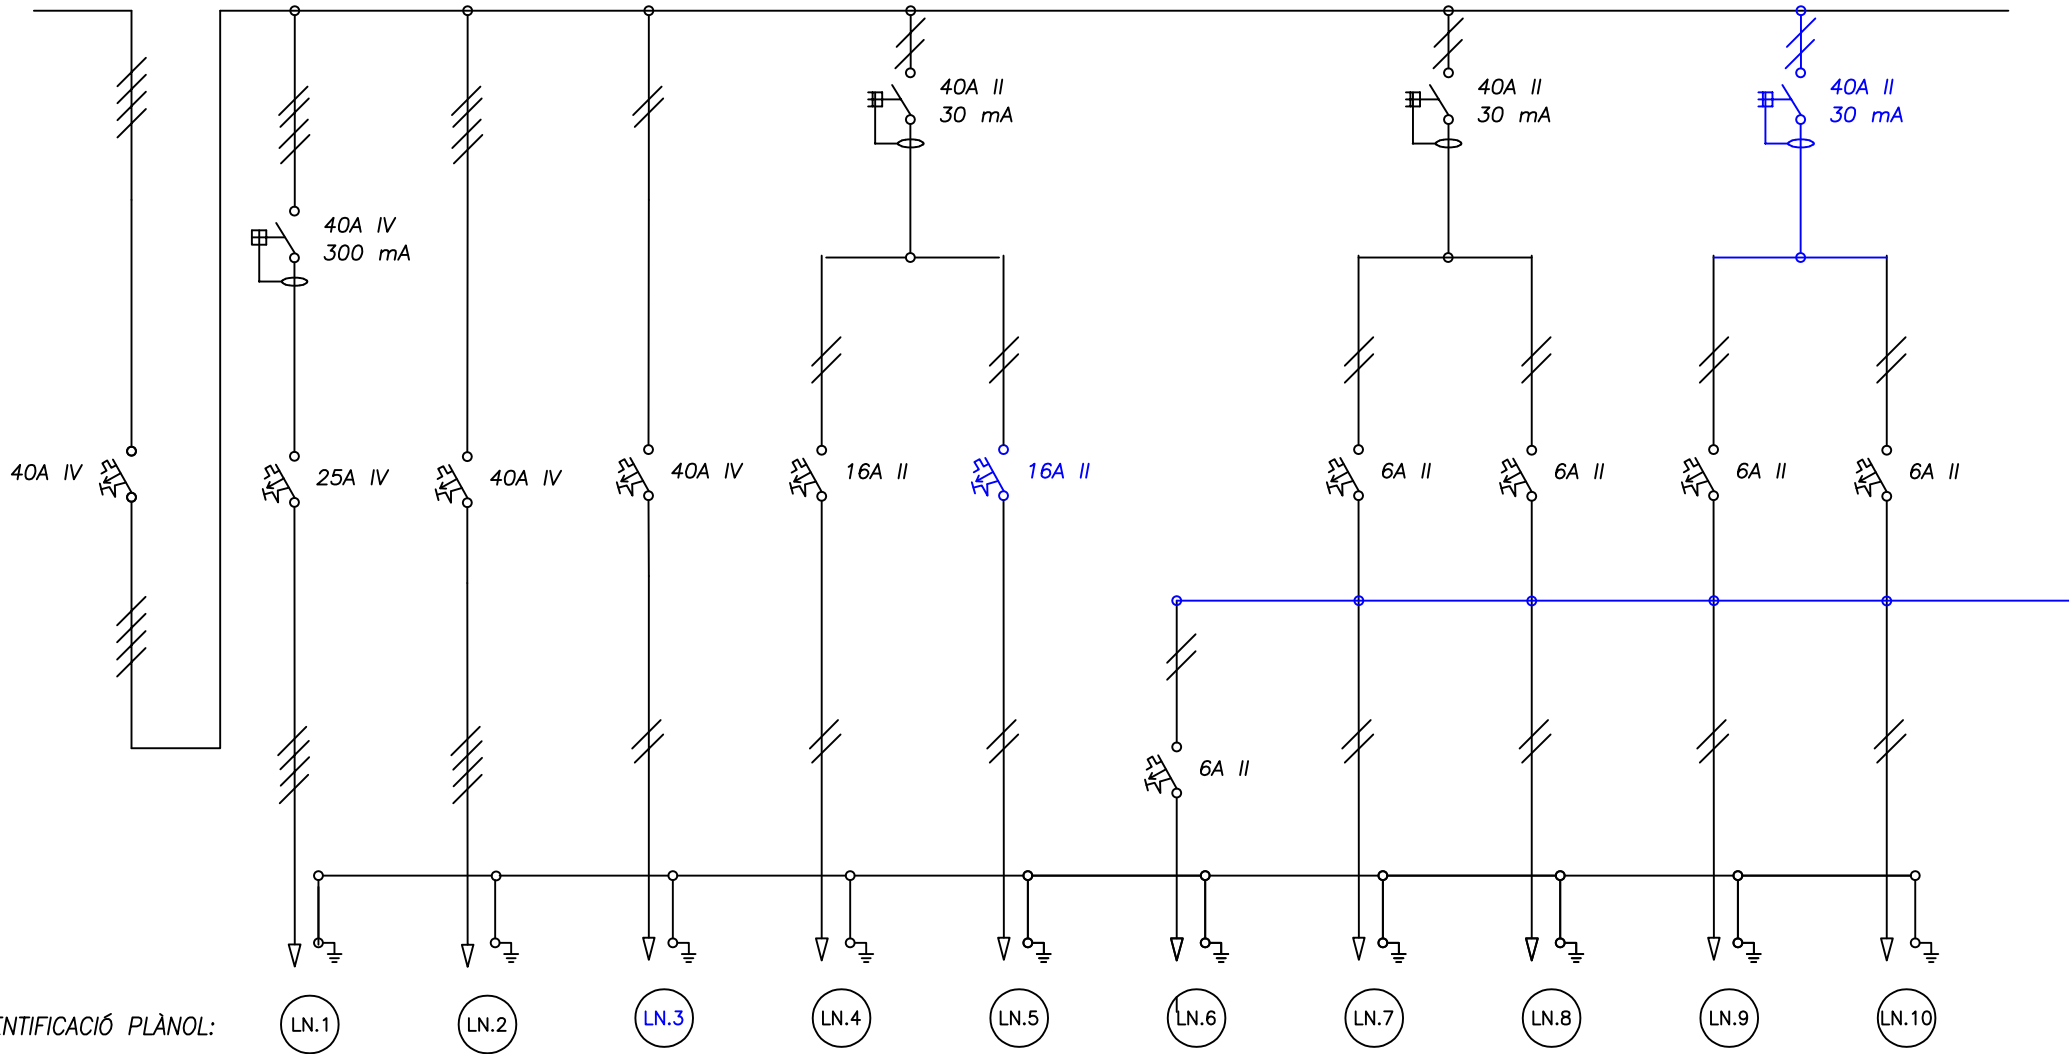 40A II
30 mA
40A II
30 mA
40A II
30 mA
40A IV
300 mA
40A IV
25A IV
40A IV
40A IV
16A II
16A II
6A II
6A II
6A II
6A II
6A II
ENTIFICACIÓ PLÀNOL:
LN.1
LN.2
LN.3
LN.4
LN.5
LN.6
LN.7
LN.8
LN.9
LN.10